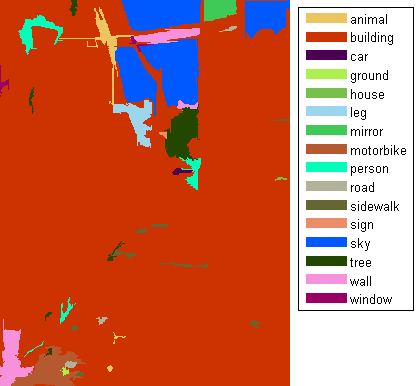 animal
building
car
ground
house
leg
mirror
motorbike
person
road
sidewalk
sign
sky
tree
wall
window